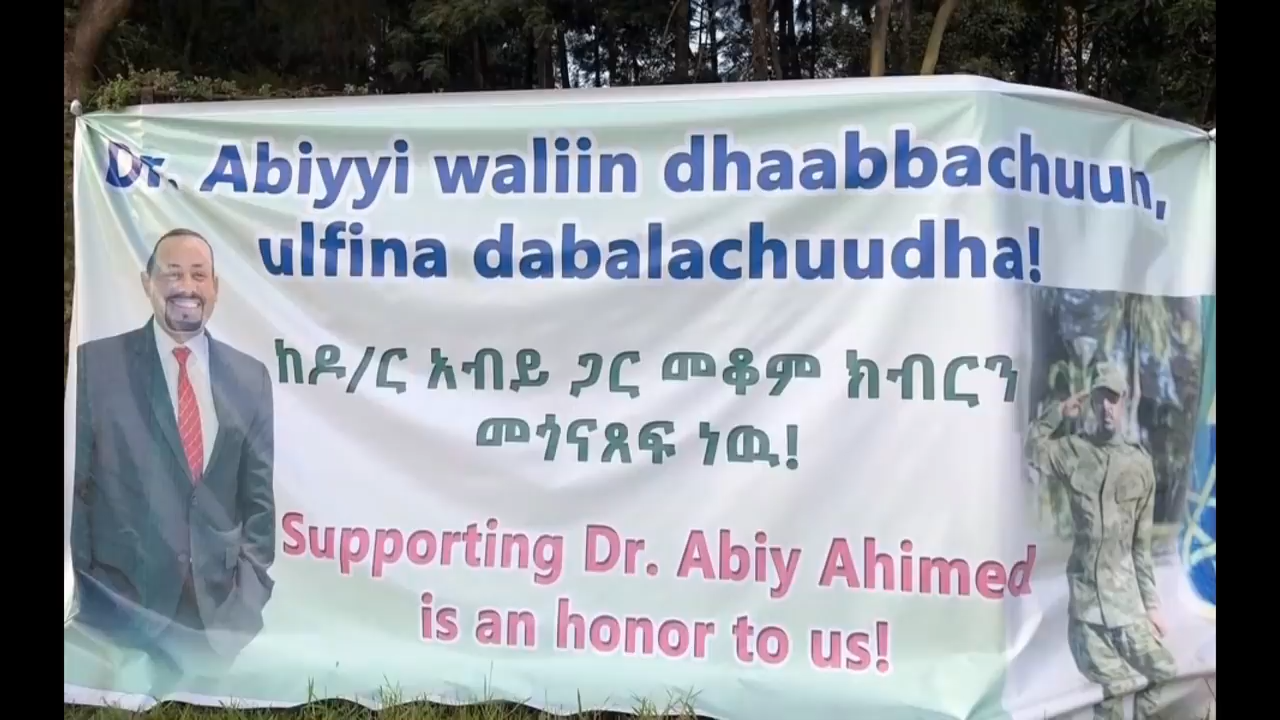 Dr. Abiyyi waliin dhaabbachuun,
ulfina dabalachuudha!
ከዶ/ር አብይ ጋር መቆም ክብርን
መጎናጸፍ ነዉ!
Supporting Dr. Abiy Ahimed
is an honor to us!